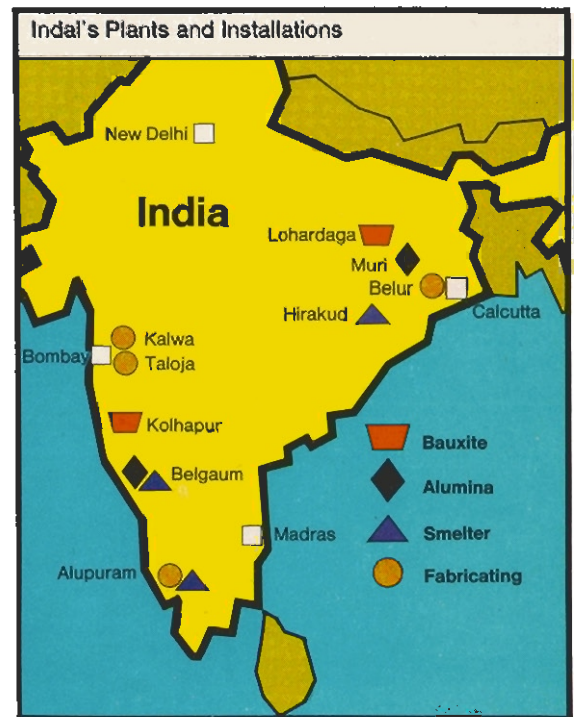 Indal's Plants and Installations
New Delhi
India
Lohardaga
Muri
Belur
Calcutta
Hirakud
Kalwa
Bombay
Taloja
Kolhapur
Bauxite
Belgaum
Alumina
Madras
Smelter
Alupuram
Fabricating